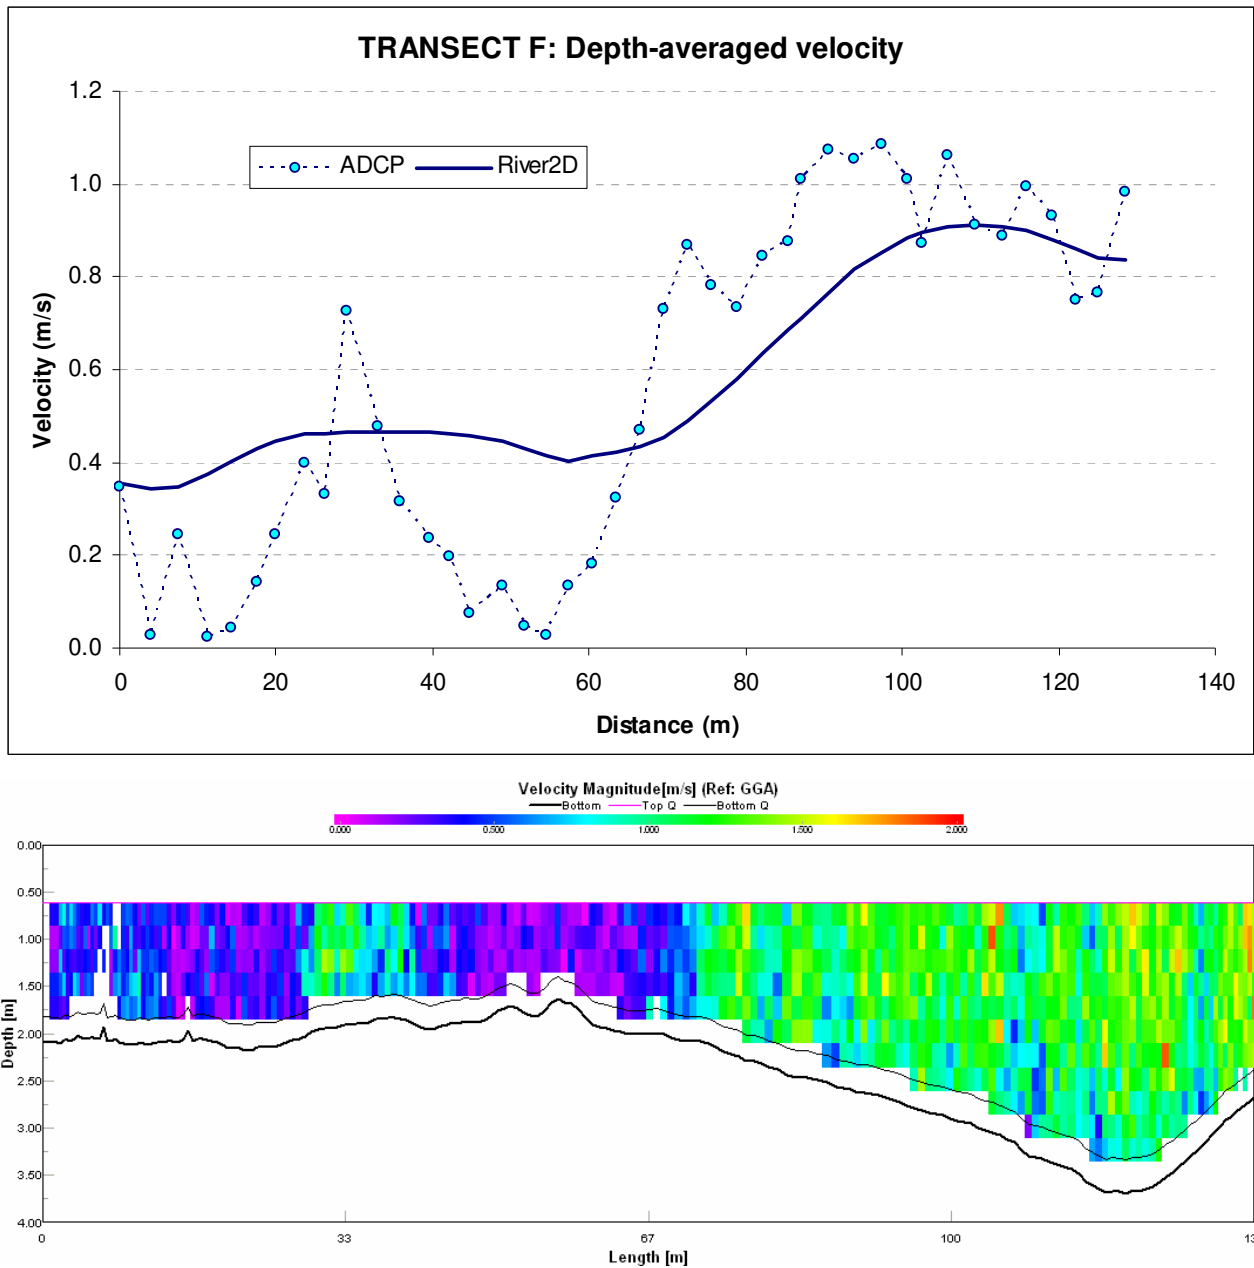 TRANSECT F: Depth-averaged velocity
1.2
1.0
0.8
0.6
0.4
0.2
0.0
Velocity (m/s)
ADCP River2D
0 20 40 60 80 100 120 140
Distance (m)
Velocity Magnitude[m/s] (Ref: GGA)
Bottom Top Q Bottom Q
0.000 0.500 1.000 1.500 2.000
0.00
0.50
1.00
1.50
2.00
2.50
3.00
3.50
4.00
Depth [m]
0 33 67 100 13
Length [m]